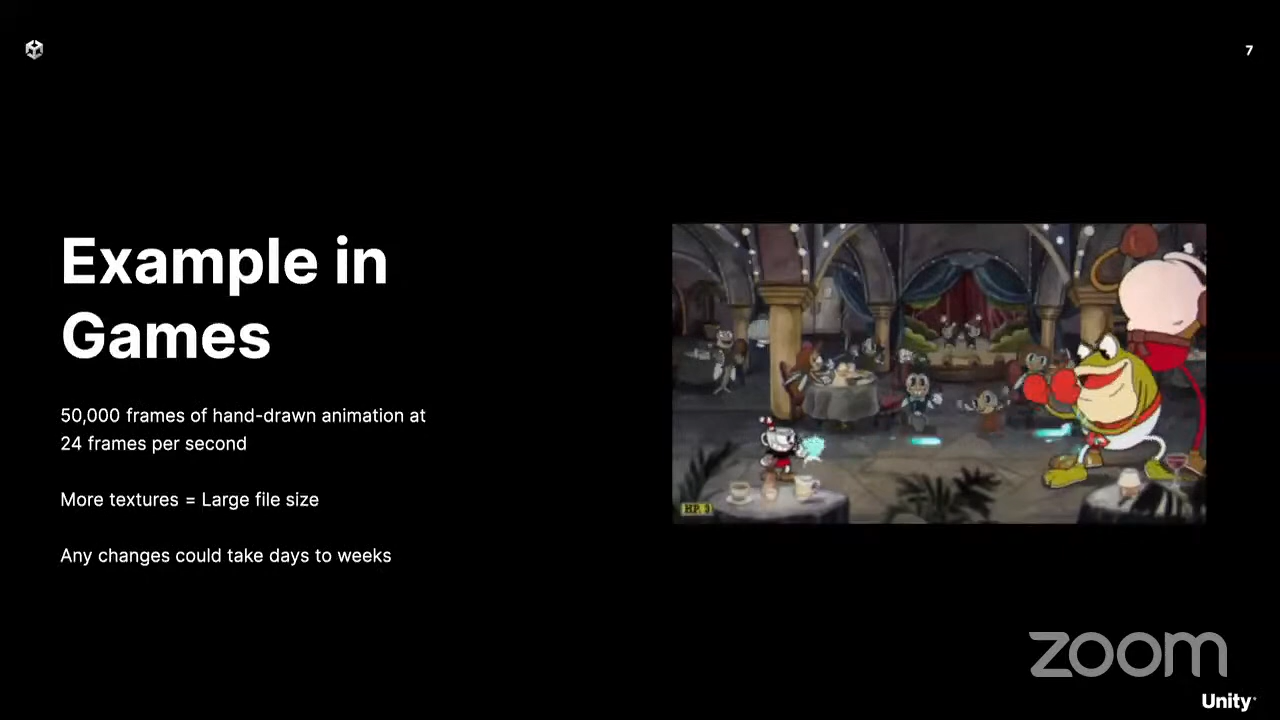 7
Example in
Games
50,000 frames of hand-drawn animation at
24 frames per second
More textures = Large file size
Any changes could take days to weeks
HP. 3
zoom
Unity